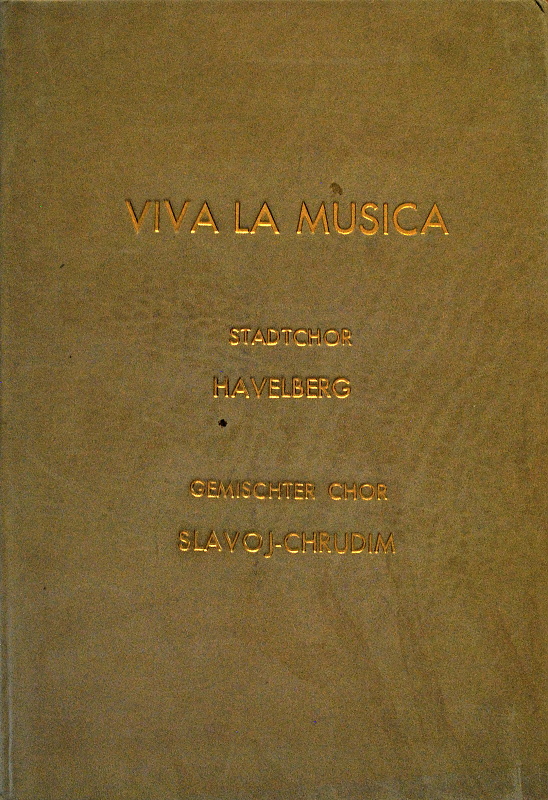 VIVA LA MUSICA
STADTCHOR
HAVELBERG
GEMISCHTER CHOR
SLAVOJ-CHRUDIM